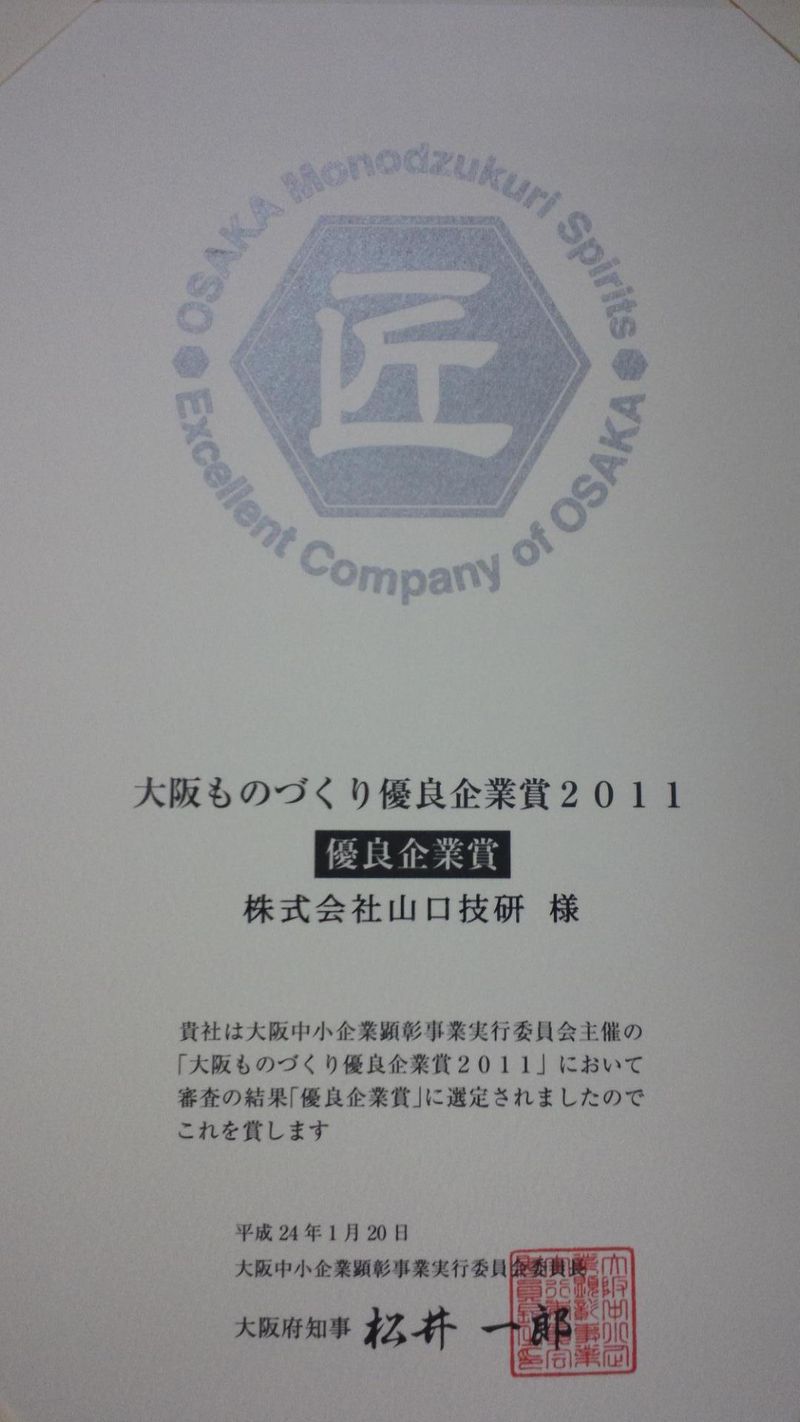 OSAKA Monodzukuri Spirits
匠
Excellent Company of OSAKA
大阪ものづくり優良企業賞２０１１
優良企業賞
株式会社山口技研 様
貴社は大阪中小企業顕彰事業実行委員会主催の
「大阪ものづくり優良企業賞２０１１」において
審査の結果「優良企業賞」に選定されましたので
これを賞します
平成 24 年 1 月 20 日
大阪中小企業顕彰事業実行委員会委員長
大阪府知事 松井 一郎